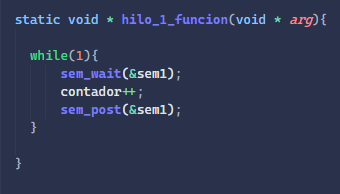 static void * hilo_1_funcion(void * arg){
while(1){
sem_wait(&sem1);
contador++;
sem_post(&sem1);
}
}